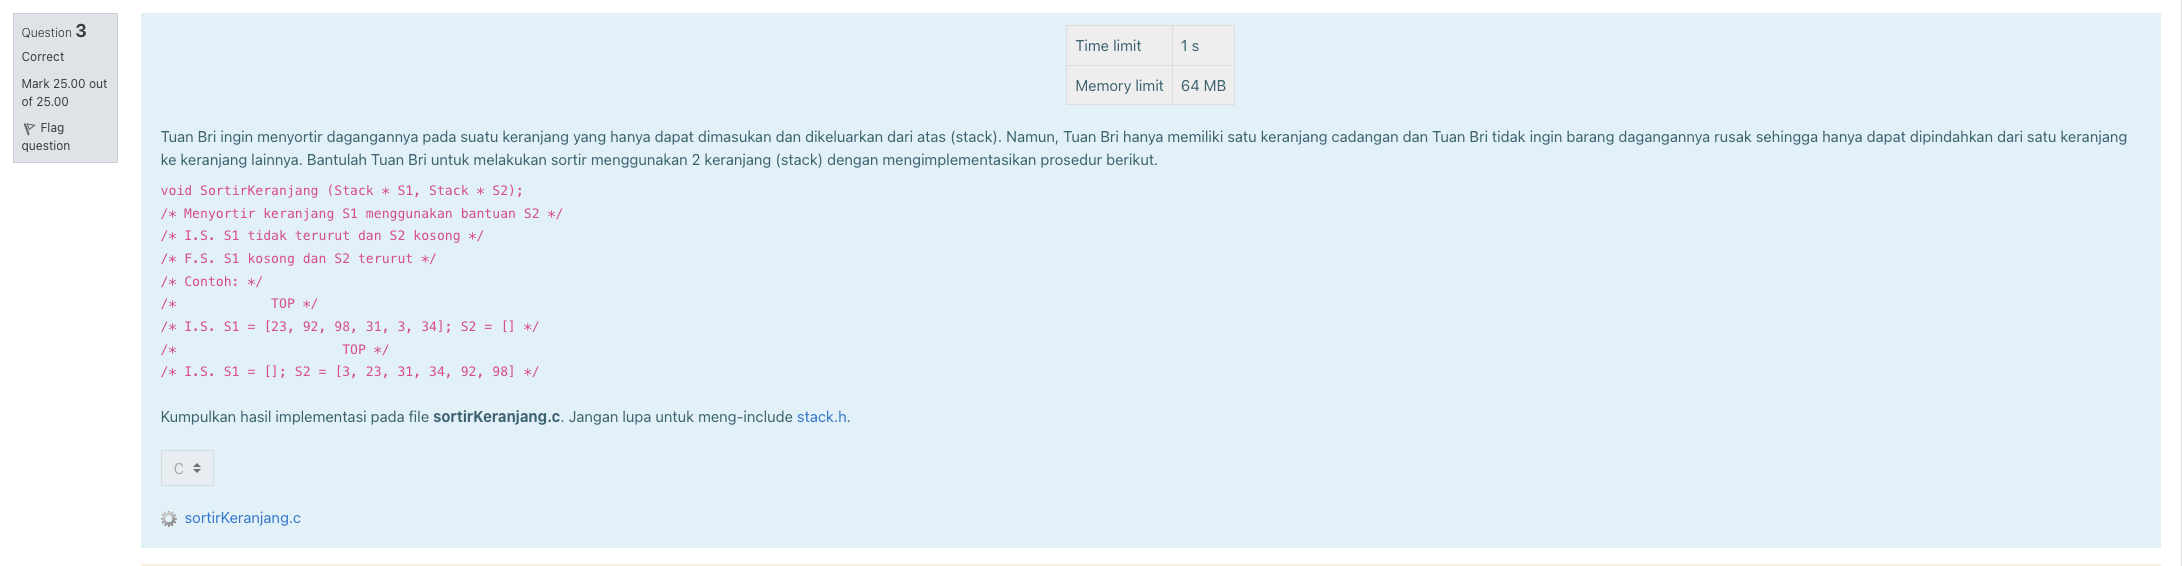 Question 3
Correct
Mark 25.00 out
of 25.00
Flag
question
Time limit 1 s
Memory limit 64 MB
Tuan Bri ingin menyortir dagangannya pada suatu keranjang yang hanya dapat dimasukan dan dikeluarkan dari atas (stack). Namun, Tuan Bri hanya memiliki satu keranjang cadangan dan Tuan Bri tidak ingin barang dagangannya rusak sehingga hanya dapat dipindahkan dari satu keranjang
ke keranjang lainnya. Bantulah Tuan Bri untuk melakukan sortir menggunakan 2 keranjang (stack) dengan mengimplementasikan prosedur berikut.
void SortirKeranjang (Stack * S1, Stack * S2);
/* Menyortir keranjang S1 menggunakan bantuan S2 */
/* I.S. S1 tidak terurut dan S2 kosong */
/* F.S. S1 kosong dan S2 terurut */
/* Contoh: */
/*            TOP */
/* I.S. S1 = [23, 92, 98, 31, 3, 34]; S2 = [] */
/*                     TOP */
/* I.S. S1 = []; S2 = [3, 23, 31, 34, 92, 98] */
Kumpulkan hasil implementasi pada file sortirKeranjang.c. Jangan lupa untuk meng-include stack.h.
C
sortirKeranjang.c